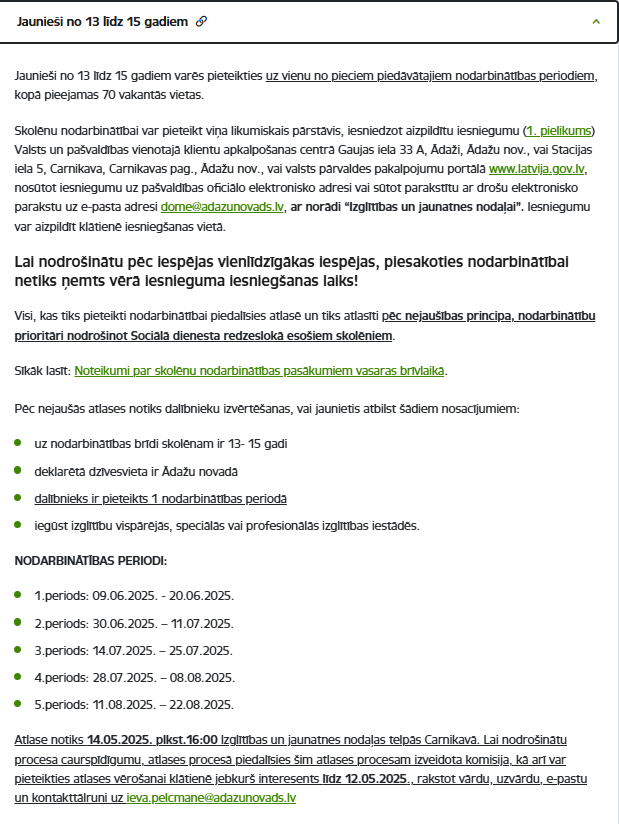 Jaunieši no 13 līdz 15 gadiem
Jaunieši no 13 līdz 15 gadiem varēs pieteikties uz vienu no pieciem piedāvātajiem nodarbinātības periodiem,
kopā pieejamas 70 vakantās vietas.
Skolēnu nodarbinātībai var pieteikt viņa likumiskais pārstāvis, iesniedzot aizpildītu iesniegumu (1. pielikums)
Valsts un pašvaldības vienotajā klientu apkalpošanas centrā Gaujas iela 33 A, Ādaži, Ādažu nov., vai Stacijas
iela 5, Carnikava, Carnikavas pag., Ādažu nov., vai valsts pārvaldes pakalpojumu portālā www.latvija.gov.lv,
nosūtot iesniegumu uz pašvaldības oficiālo elektronisko adresi vai sūtot parakstītu ar drošu elektronisko
parakstu uz e-pasta adresi dome@adazunovads.lv, ar norādi “Izglītības un jaunatnes nodaļai”. Iesniegumu
var aizpildīt klātienē iesniegšanas vietā.
Lai nodrošinātu pēc iespējas vienlīdzīgākas iespējas, piesakoties nodarbinātībai
netiks ņemts vērā iesnieguma iesniegšanas laiks!
Visi, kas tiks pieteikti nodarbinātībai piedalīsies atlasē un tiks atlasīti pēc nejaušības principa, nodarbinātību
prioritāri nodrošinot Sociālā dienesta redzeslokā esošiem skolēniem.
Sīkāk lasīt: Noteikumi par skolēnu nodarbinātības pasākumiem vasaras brīvlaikā.
Pēc nejaušās atlases notiks dalībnieku izvērtēšanas, vai jaunietis atbilst šādiem nosacījumiem:
uz nodarbinātības brīdi skolēnam ir 13- 15 gadi
deklarētā dzīvesvieta ir Ādažu novadā
dalībnieks ir pieteikts 1 nodarbinātības periodā
iegūst izglītību vispārējās, speciālās vai profesionālās izglītības iestādēs.
NODARBINĀTĪBAS PERIODI:
1.periods: 09.06.2025. - 20.06.2025.
2.periods: 30.06.2025. – 11.07.2025.
3.periods: 14.07.2025. – 25.07.2025.
4.periods: 28.07.2025. – 08.08.2025.
5.periods: 11.08.2025. – 22.08.2025.
Atlase notiks 14.05.2025. plkst.16:00 Izglītības un jaunatnes nodaļas telpās Carnikavā. Lai nodrošinātu
procesa caurspīdīgumu, atlases procesā piedalīsies šim atlases procesam izveidota komisija, kā arī var
pieteikties atlases vērošanai klātienē jebkurš interesents līdz 12.05.2025., rakstot vārdu, uzvārdu, e-pastu
un kontakttālruni uz ieva.pelcmane@adazunovads.lv